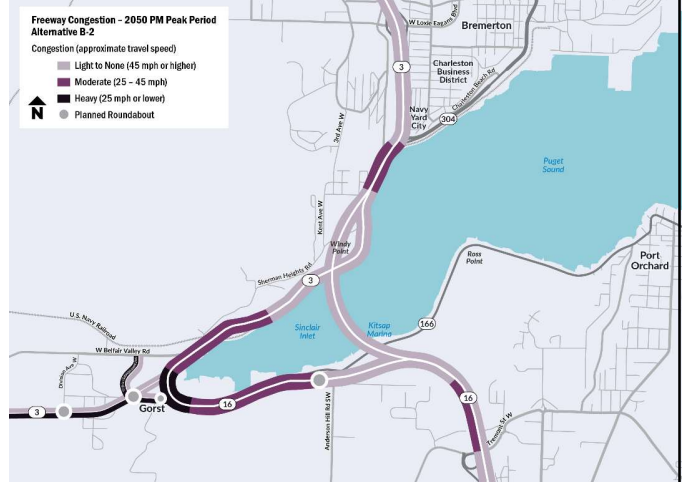 Freeway Congestion – 2050 PM Peak Period
Alternative B-2
Congestion (approximate travel speed)
Light to None (45 mph or higher)
Moderate (25 – 45 mph)
Heavy (25 mph or lower)
Planned Roundabout
N
W Loxie Eagans Blvd
Bremerton
3
Charleston
Business
District
Charleston Beach Rd
Navy
Yard
City
304
3rd Ave W
Puget
Sound
Kent Ave W
Windy
Point
Ross
Point
Port
Orchard
Sherman Heights Rd
3
U.S. Navy Railroad
Sinclair
Inlet
Kitsap
Marina
166
W Belfair Valley Rd
Division Ave W
3
Gorst
16
Anderson Hill Rd SW
16
Tremont St W